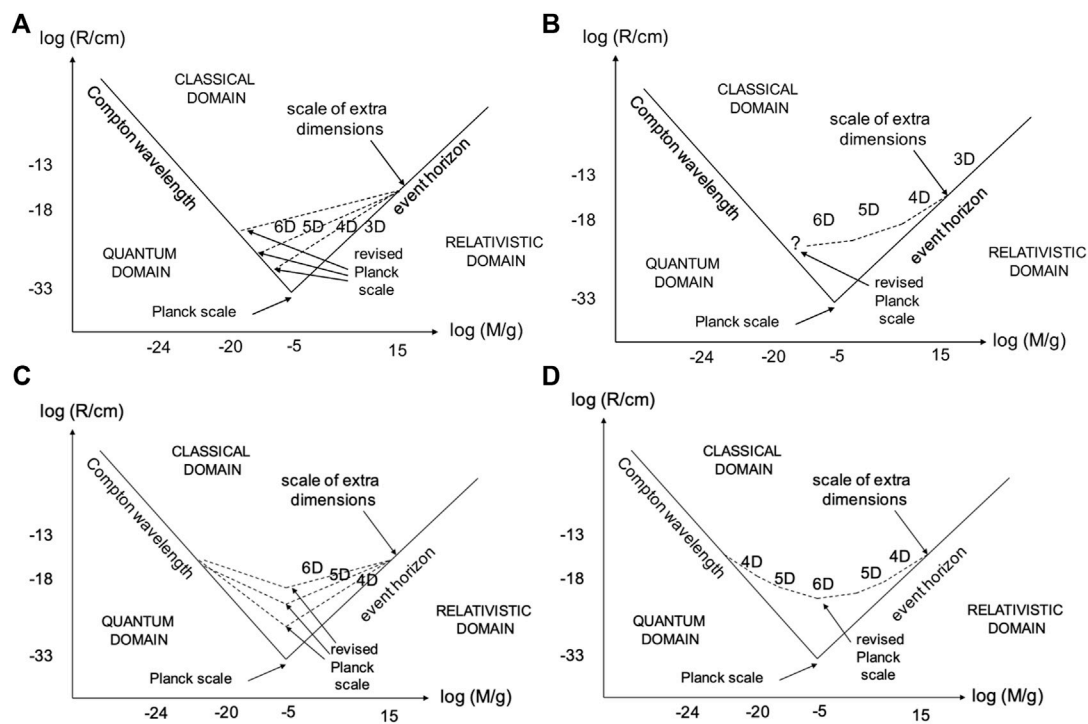 A
log (R/cm)
CLASSICAL
DOMAIN
Compton wavelength
scale of extra
dimensions
-13
event horizon
-18
6D 5D 4D 3D
revised
Planck
scale
QUANTUM
DOMAIN
RELATIVISTIC
DOMAIN
-33
Planck scale
log (M/g)
-24 -20 -5 15
B
log (R/cm)
CLASSICAL
DOMAIN
Compton wavelength
scale of extra
dimensions
3D
-13
4D
5D
6D
-18
event horizon
?
QUANTUM
DOMAIN
RELATIVISTIC
DOMAIN
revised
Planck
scale
-33
Planck scale
log (M/g)
-24 -20 -5 15
C
log (R/cm)
CLASSICAL
DOMAIN
Compton wavelength
scale of extra
dimensions
-13
6D 5D 4D
-18
event horizon
QUANTUM
DOMAIN
RELATIVISTIC
DOMAIN
revised
Planck
scale
-33
Planck scale
log (M/g)
-24 -20 -5 15
D
log (R/cm)
CLASSICAL
DOMAIN
Compton wavelength
scale of extra
dimensions
-13
4D 5D 6D 5D 4D
-18
event horizon
QUANTUM
DOMAIN
RELATIVISTIC
DOMAIN
revised
Planck
scale
-33
Planck scale
log (M/g)
-24 -20 -5 15